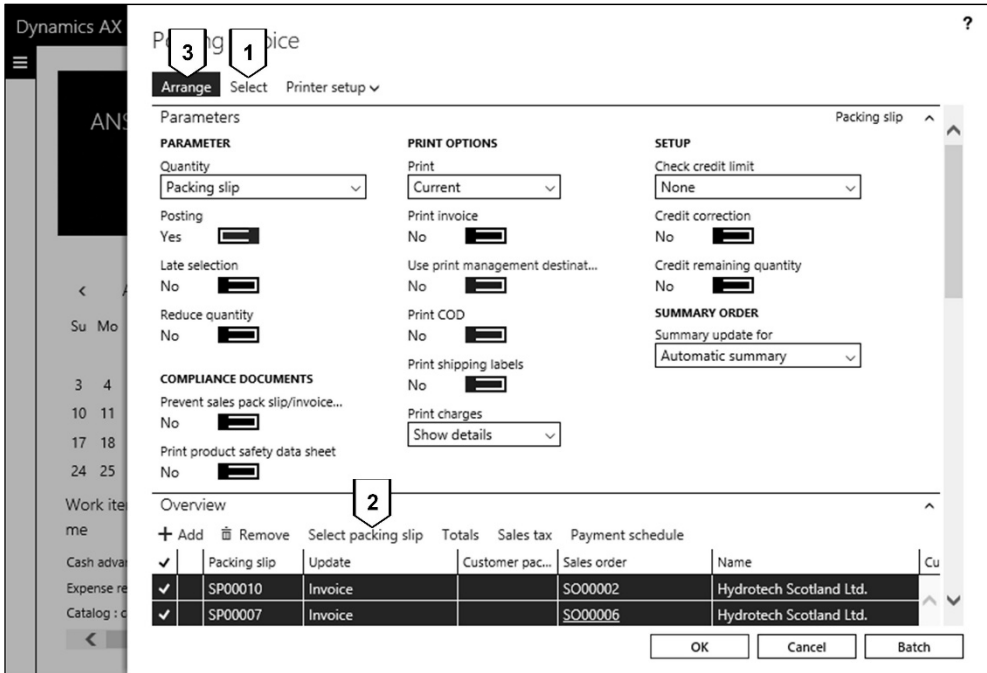 Dynamics AX
?
3
1
Arrange Select Printer setup
ANS
Parameters Packing slip
PARAMETER PRINT OPTIONS SETUP
Quantity Print Check credit limit
Packing slip Current None
Posting Print invoice Credit correction
Yes No No
Late selection Use print management destinat... Credit remaining quantity
No No No
Reduce quantity Print COD SUMMARY ORDER
No No Summary update for
Su Mo Automatic summary
Print shipping labels
COMPLIANCE DOCUMENTS No
3 4
Prevent sales pack slip/invoice... Print charges
10 11 No Show details
17 18
Print product safety data sheet
24 25 No
2
Work ite Overview
me + Add Remove Select packing slip Totals Sales tax Payment schedule
Cash adva Packing slip Update Customer pac... Sales order Name Cu
Expense re SP00010 Invoice SO00002 Hydrotech Scotland Ltd.
Catalog : c SP00007 Invoice SO00006 Hydrotech Scotland Ltd.
OK Cancel Batch